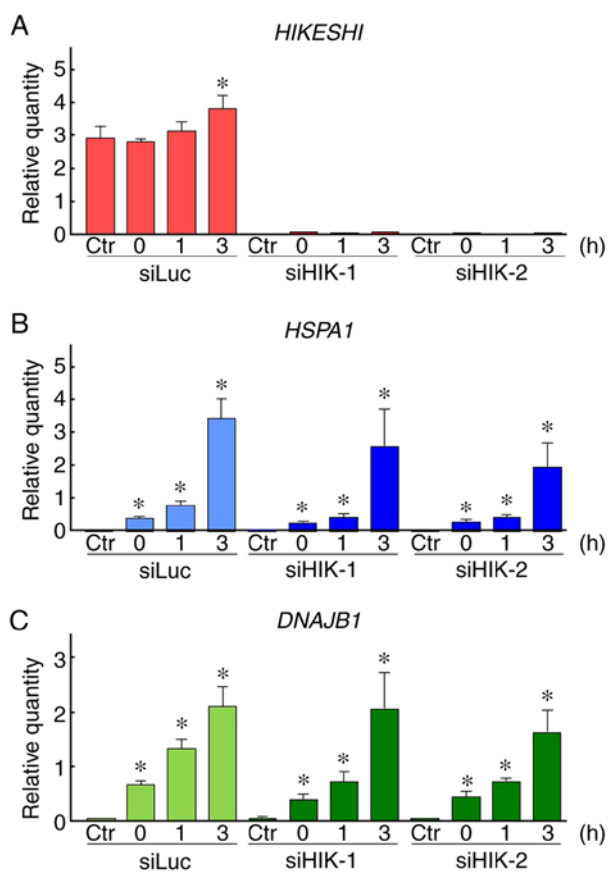 A
HIKESHI
Relative quantity
5
4
3
2
1
0
*
Ctr 0 1 3 Ctr 0 1 3 Ctr 0 1 3 (h)
siLuc siHIK-1 siHIK-2
B
HSPA1
Relative quantity
5
4
3
2
1
0
* * * * * * * * *
Ctr 0 1 3 Ctr 0 1 3 Ctr 0 1 3 (h)
siLuc siHIK-1 siHIK-2
C
DNAJB1
Relative quantity
3
2
1
0
* * * * * * * * *
Ctr 0 1 3 Ctr 0 1 3 Ctr 0 1 3 (h)
siLuc siHIK-1 siHIK-2